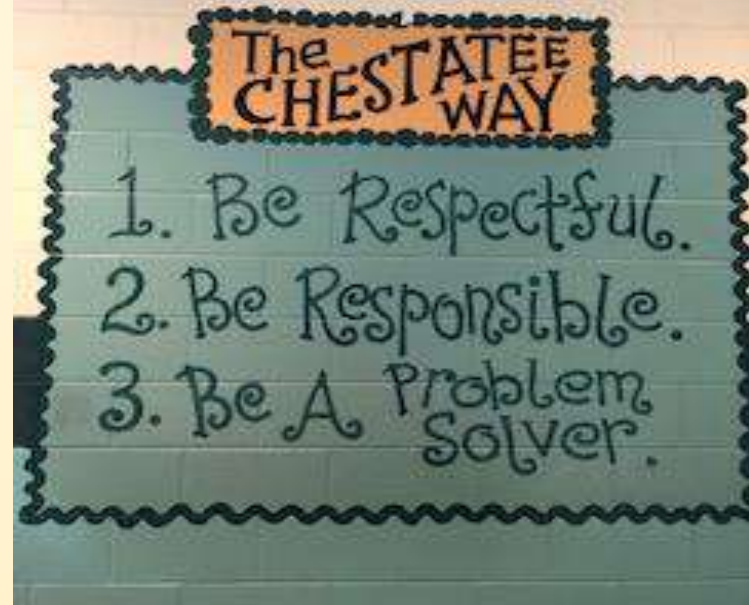 The
CHESTATEE
WAY
1. Be Respectful.
2. Be Responsible.
3. Be A Problem
Solver.